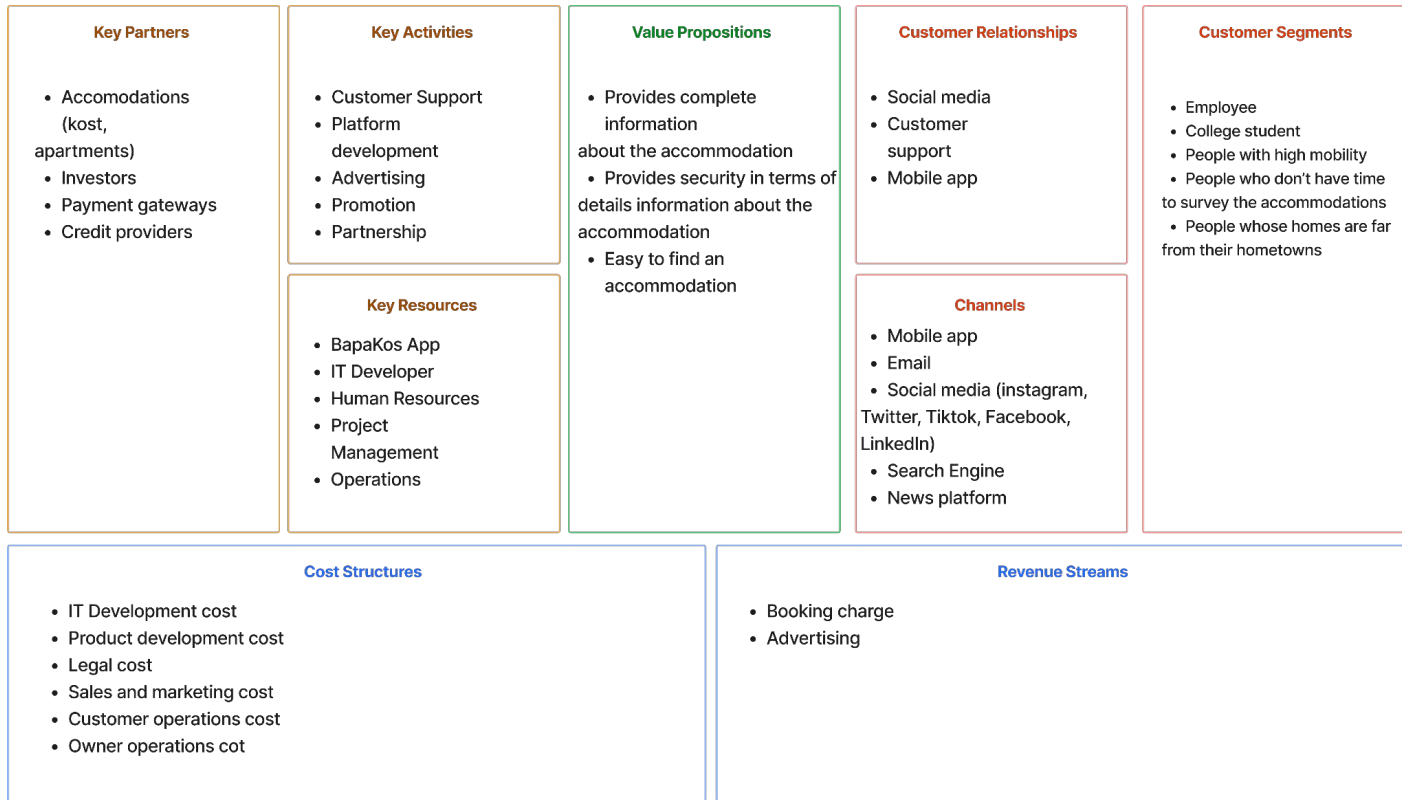 Key Partners
• Accomodations
(kost,
apartments)
• Investors
• Payment gateways
• Credit providers
Key Activities
• Customer Support
• Platform
development
• Advertising
• Promotion
• Partnership
Key Resources
• BapaKos App
• IT Developer
• Human Resources
• Project
Management
• Operations
Value Propositions
• Provides complete
information
about the accommodation
• Provides security in terms of
details information about the
accommodation
• Easy to find an
accommodation
Customer Relationships
• Social media
• Customer
support
• Mobile app
Channels
• Mobile app
• Email
• Social media (instagram,
Twitter, Tiktok, Facebook,
LinkedIn)
• Search Engine
• News platform
Customer Segments
• Employee
• College student
• People with high mobility
• People who don’t have time
to survey the accommodations
• People whose homes are far
from their hometowns
Cost Structures
• IT Development cost
• Product development cost
• Legal cost
• Sales and marketing cost
• Customer operations cost
• Owner operations cot
Revenue Streams
• Booking charge
• Advertising